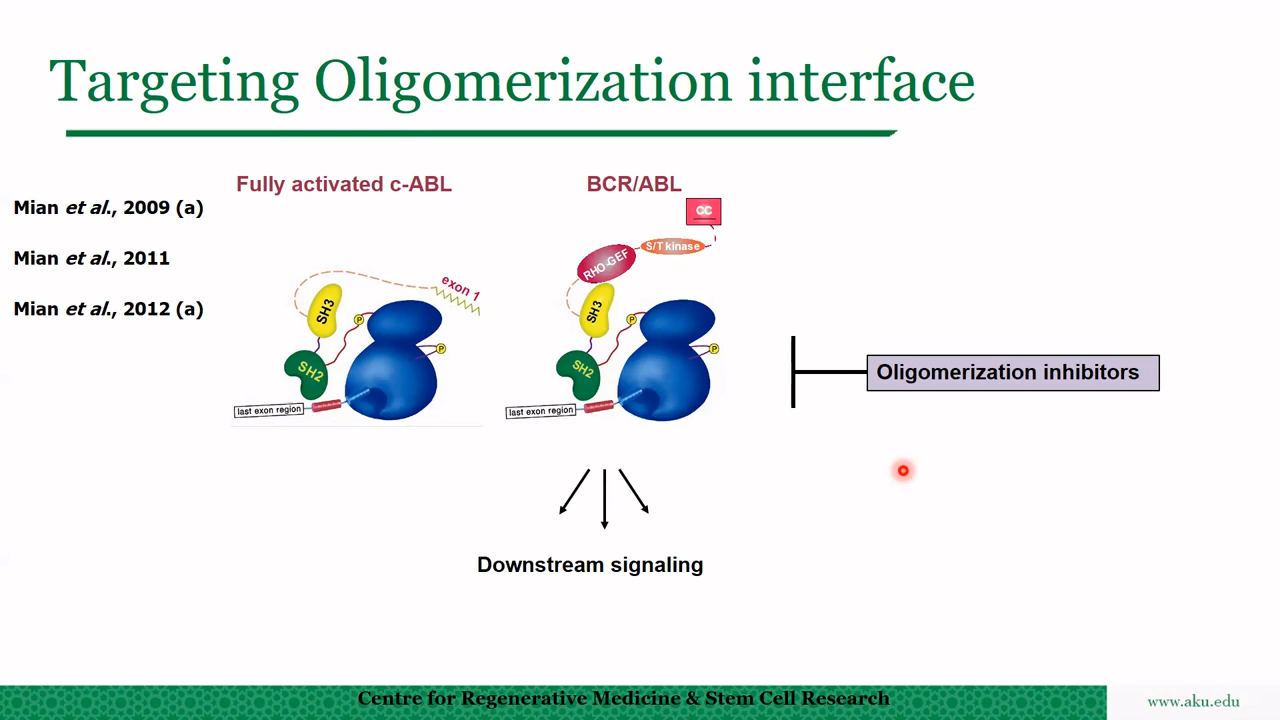 Targeting Oligomerization interface
Fully activated c-ABL
BCR/ABL
Mian et al., 2009 (a)
Mian et al., 2011
Mian et al., 2012 (a)
CC
S/T kinase
RHO-GEF
exon 1
SH3
SH3
P
P
P
P
SH2
SH2
last exon region
last exon region
Oligomerization inhibitors
Downstream signaling
Centre for Regenerative Medicine & Stem Cell Research
www.aku.edu